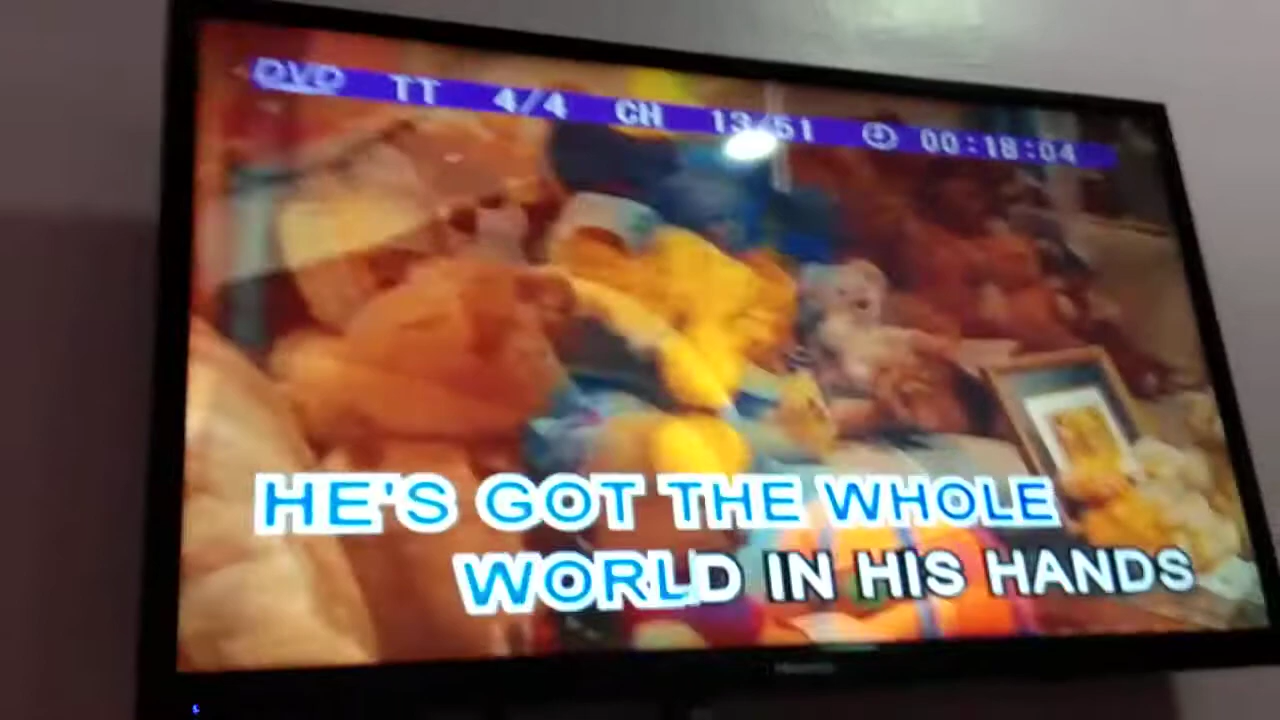 DVD TT 4/4 CH 13/51 00:18:04
HE'S GOT THE WHOLE
WORLD IN HIS HANDS